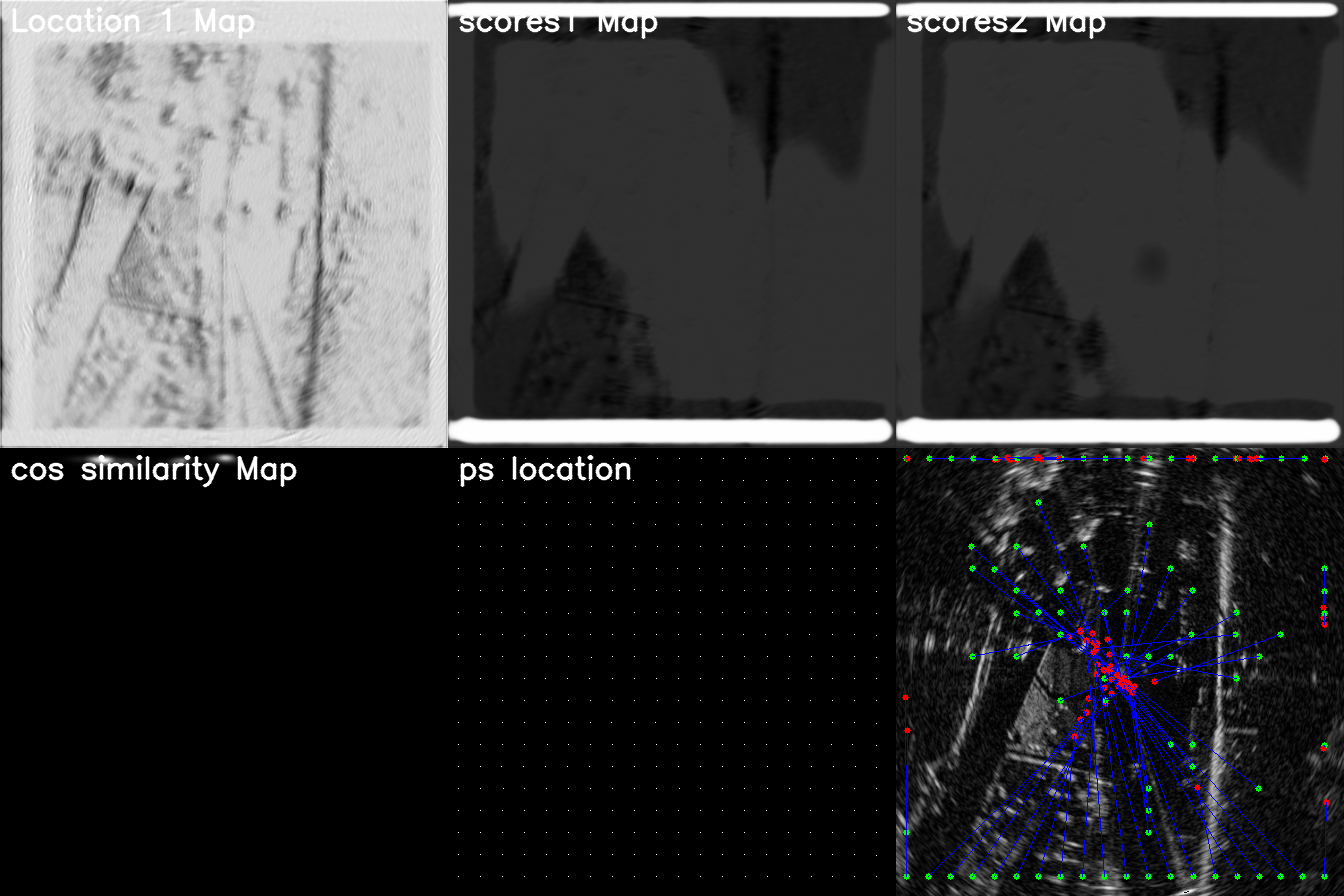 Location 1 Map
scores1 Map
scores2 Map
cos similarity Map
ps location